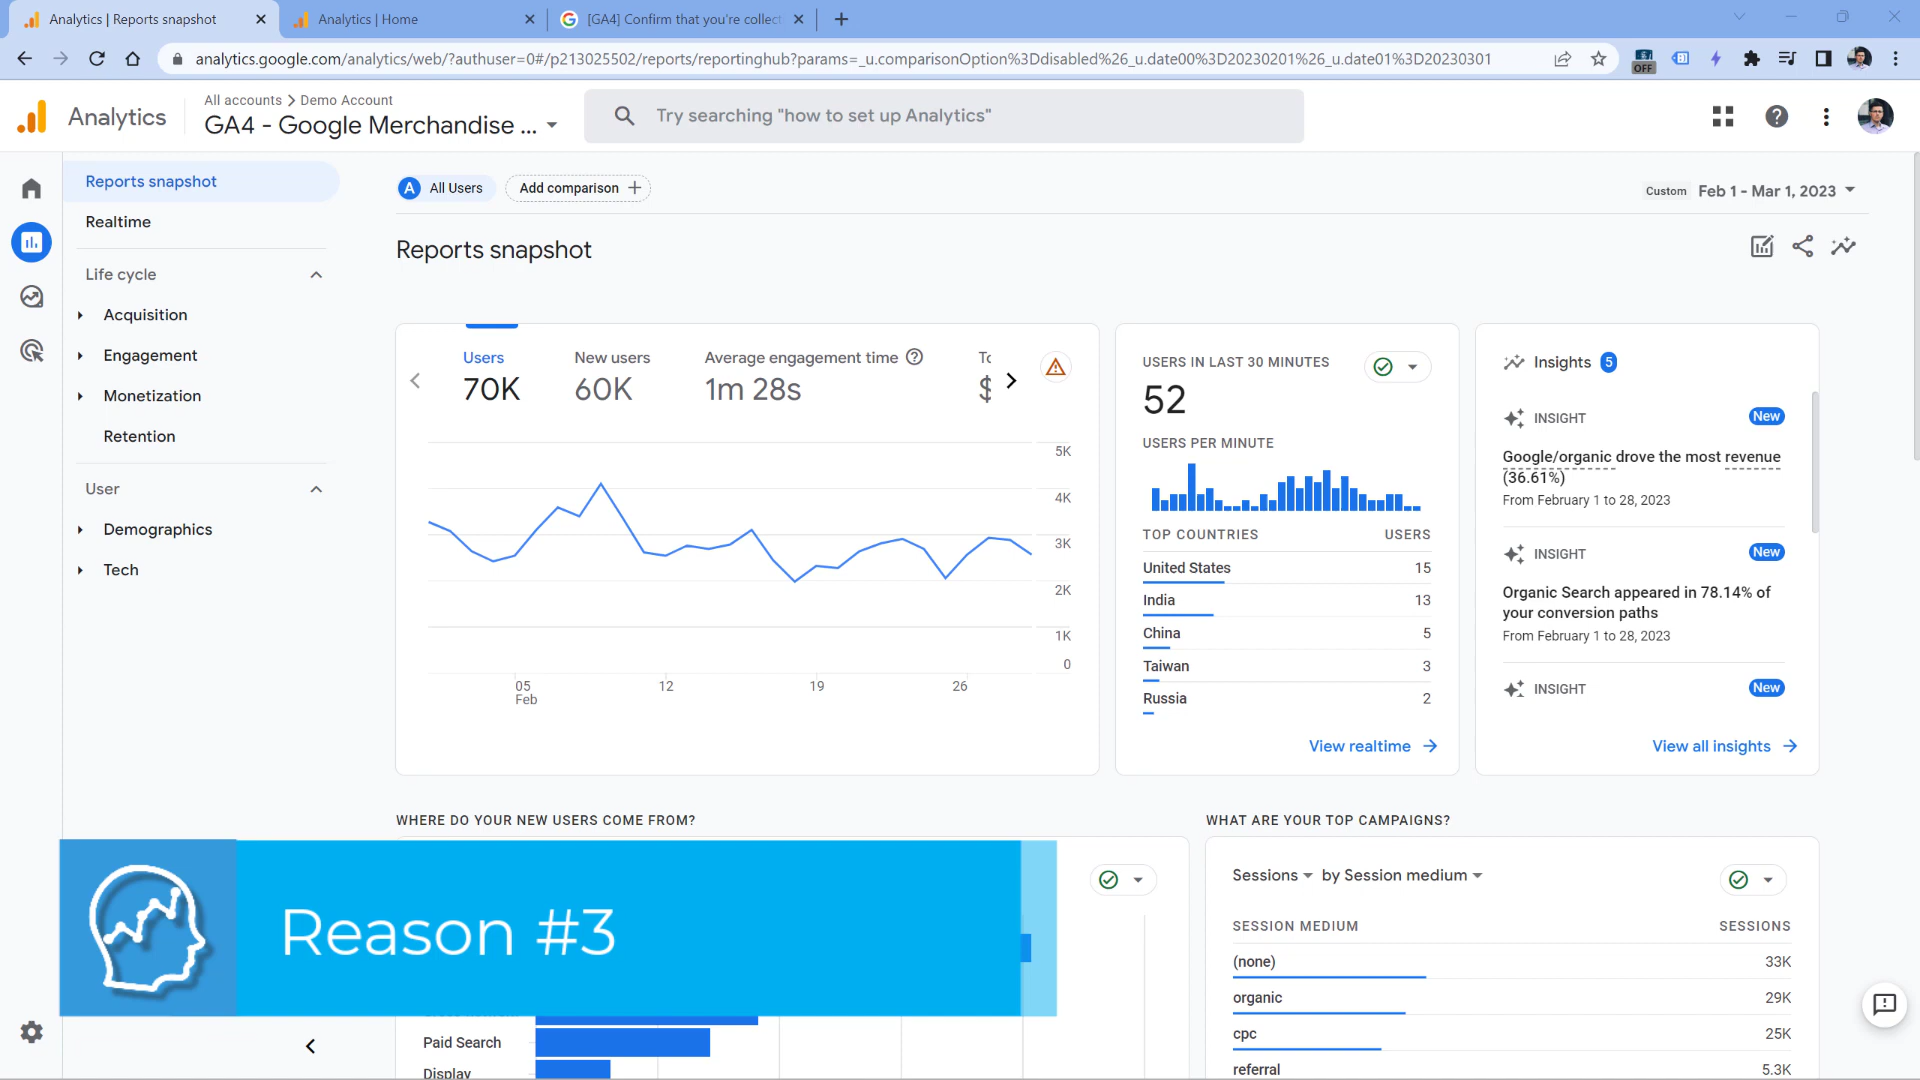 Analytics | Reports snapshot
Analytics | Home
[GA4] Confirm that you're collect
analytics.google.com/analytics/web/?authuser=0#/p213025502/reports/reportinghub?params=_u.comparisonOption%3Ddisabled%26_u.date00%3D20230201%26_u.date01%3D20230301
OFF
Analytics
All accounts > Demo Account
GA4 - Google Merchandise ...
Try searching "how to set up Analytics"
Reports snapshot
Realtime
Life cycle
Acquisition
Engagement
Monetization
Retention
User
Demographics
Tech
A All Users
Add comparison +
Custom Feb 1 - Mar 1, 2023
Reports snapshot
Users
70K
New users
60K
Average engagement time
1m 28s
$
5K
4K
3K
2K
1K
0
05
Feb
12
19
26
USERS IN LAST 30 MINUTES
52
USERS PER MINUTE
TOP COUNTRIES USERS
United States 15
India 13
China 5
Taiwan 3
Russia 2
View realtime
Insights 5
INSIGHT New
Google/organic drove the most revenue
(36.61%)
From February 1 to 28, 2023
INSIGHT New
Organic Search appeared in 78.14% of
your conversion paths
From February 1 to 28, 2023
INSIGHT New
View all insights
WHERE DO YOUR NEW USERS COME FROM?
Paid Search
Display
WHAT ARE YOUR TOP CAMPAIGNS?
Sessions by Session medium
SESSION MEDIUM SESSIONS
(none) 33K
organic 29K
cpc 25K
referral 5.3K
Reason #3